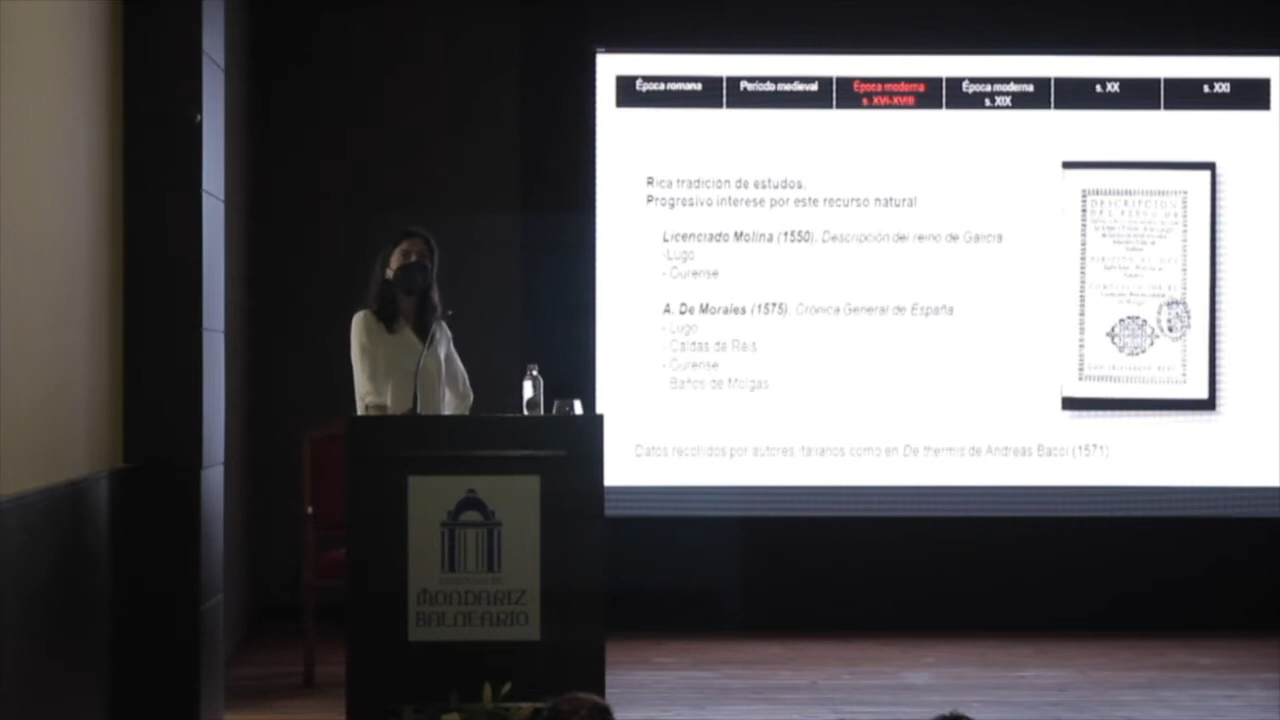 Época romana
Período medieval
Época moderna
s. XVI-XVIII
Época moderna
s. XIX
s. XX
s. XXI
Rica tradición de estudos.
Progresivo interese por este recurso natural
Licenciado Molina (1550). Descripción del reino de Galicia
-Lugo
- Ourense
A. De Morales (1575). Crónica General de España
- Lugo
- Caldas de Reis
- Ourense
Baños de Molgas
Datos recollidos por autores italianos como en De thermis de Andreas Bacci (1571)
DESCRIPCION
DEL REINO DE
MONDARIZ
BALNEARIO